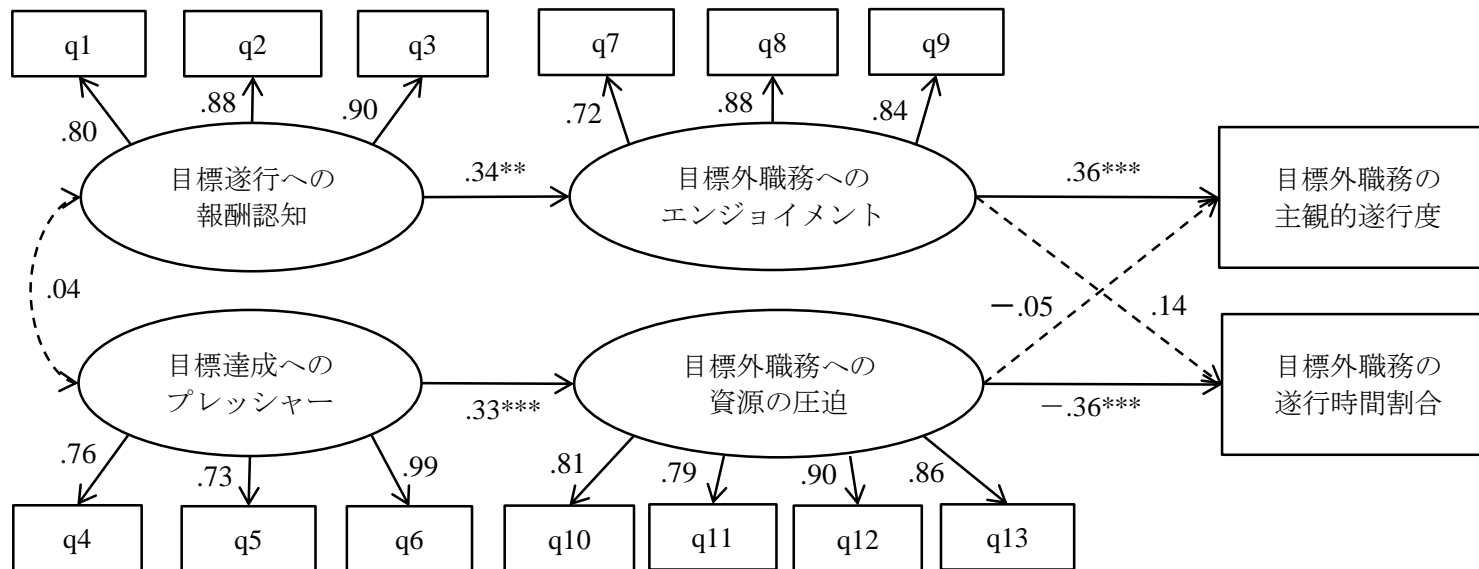 q1
q2
q3
q7
q8
q9
.80
.88
.90
.72
.88
.84
目標遂行への
報酬認知
.34**
目標外職務への
エンジョイメント
.36***
目標外職務の
主観的遂行度
.04
－.05
.14
目標達成への
プレッシャー
.33***
目標外職務への
資源の圧迫
－.36***
目標外職務の
遂行時間割合
.76
.73
.99
.81
.79
.90
.86
q4
q5
q6
q10
q11
q12
q13